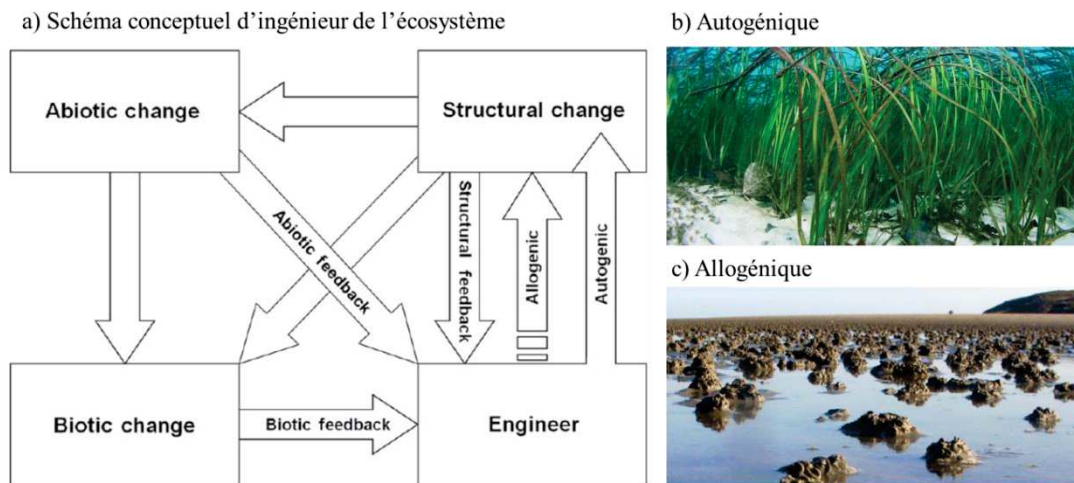 a) Schéma conceptuel d’ingénieur de l’écosystème
Abiotic change
Structural change
Abiotic feedback
Structural feedback
Allogenic
Autogenic
Biotic change
Biotic feedback
Engineer
b) Autogénique
c) Allogénique